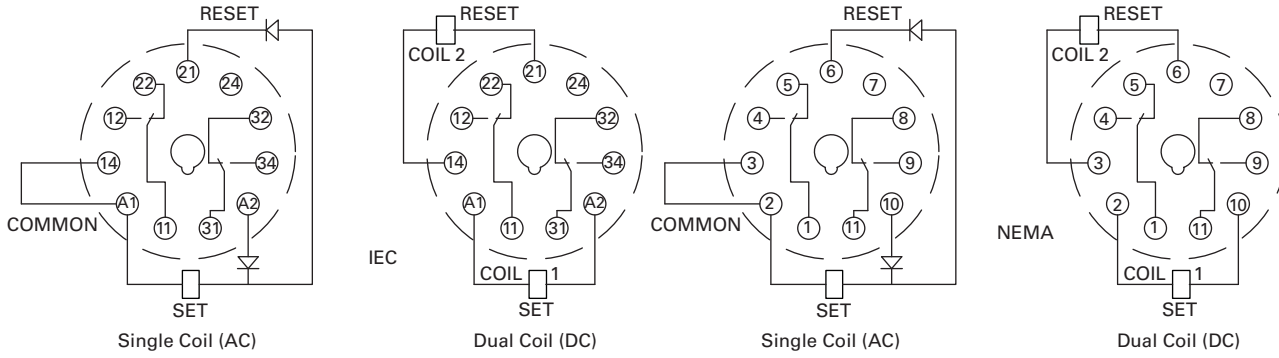 RESET
21
22
24
12
32
14
34
A1
A2
COMMON
11
31
SET
Single Coil (AC)
RESET
COIL 2
21
22
24
12
32
14
34
A1
A2
11
31
IEC
COIL 1
SET
Dual Coil (DC)
RESET
6
5
7
4
8
3
9
2
10
COMMON
1
11
SET
Single Coil (AC)
RESET
COIL 2
6
5
7
4
8
3
9
2
10
NEMA
1
11
COIL 1
SET
Dual Coil (DC)